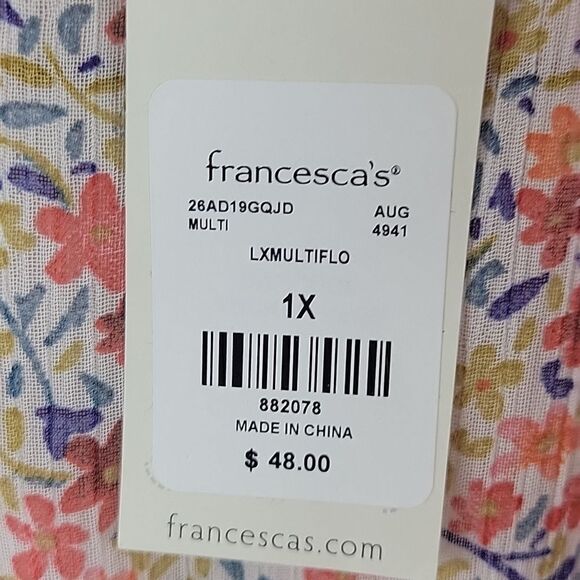 francesca's®
26AD19GQJD AUG
MULTI 4941
LXMULTIFLO
1X
882078
MADE IN CHINA
$ 48.00
francescas.com